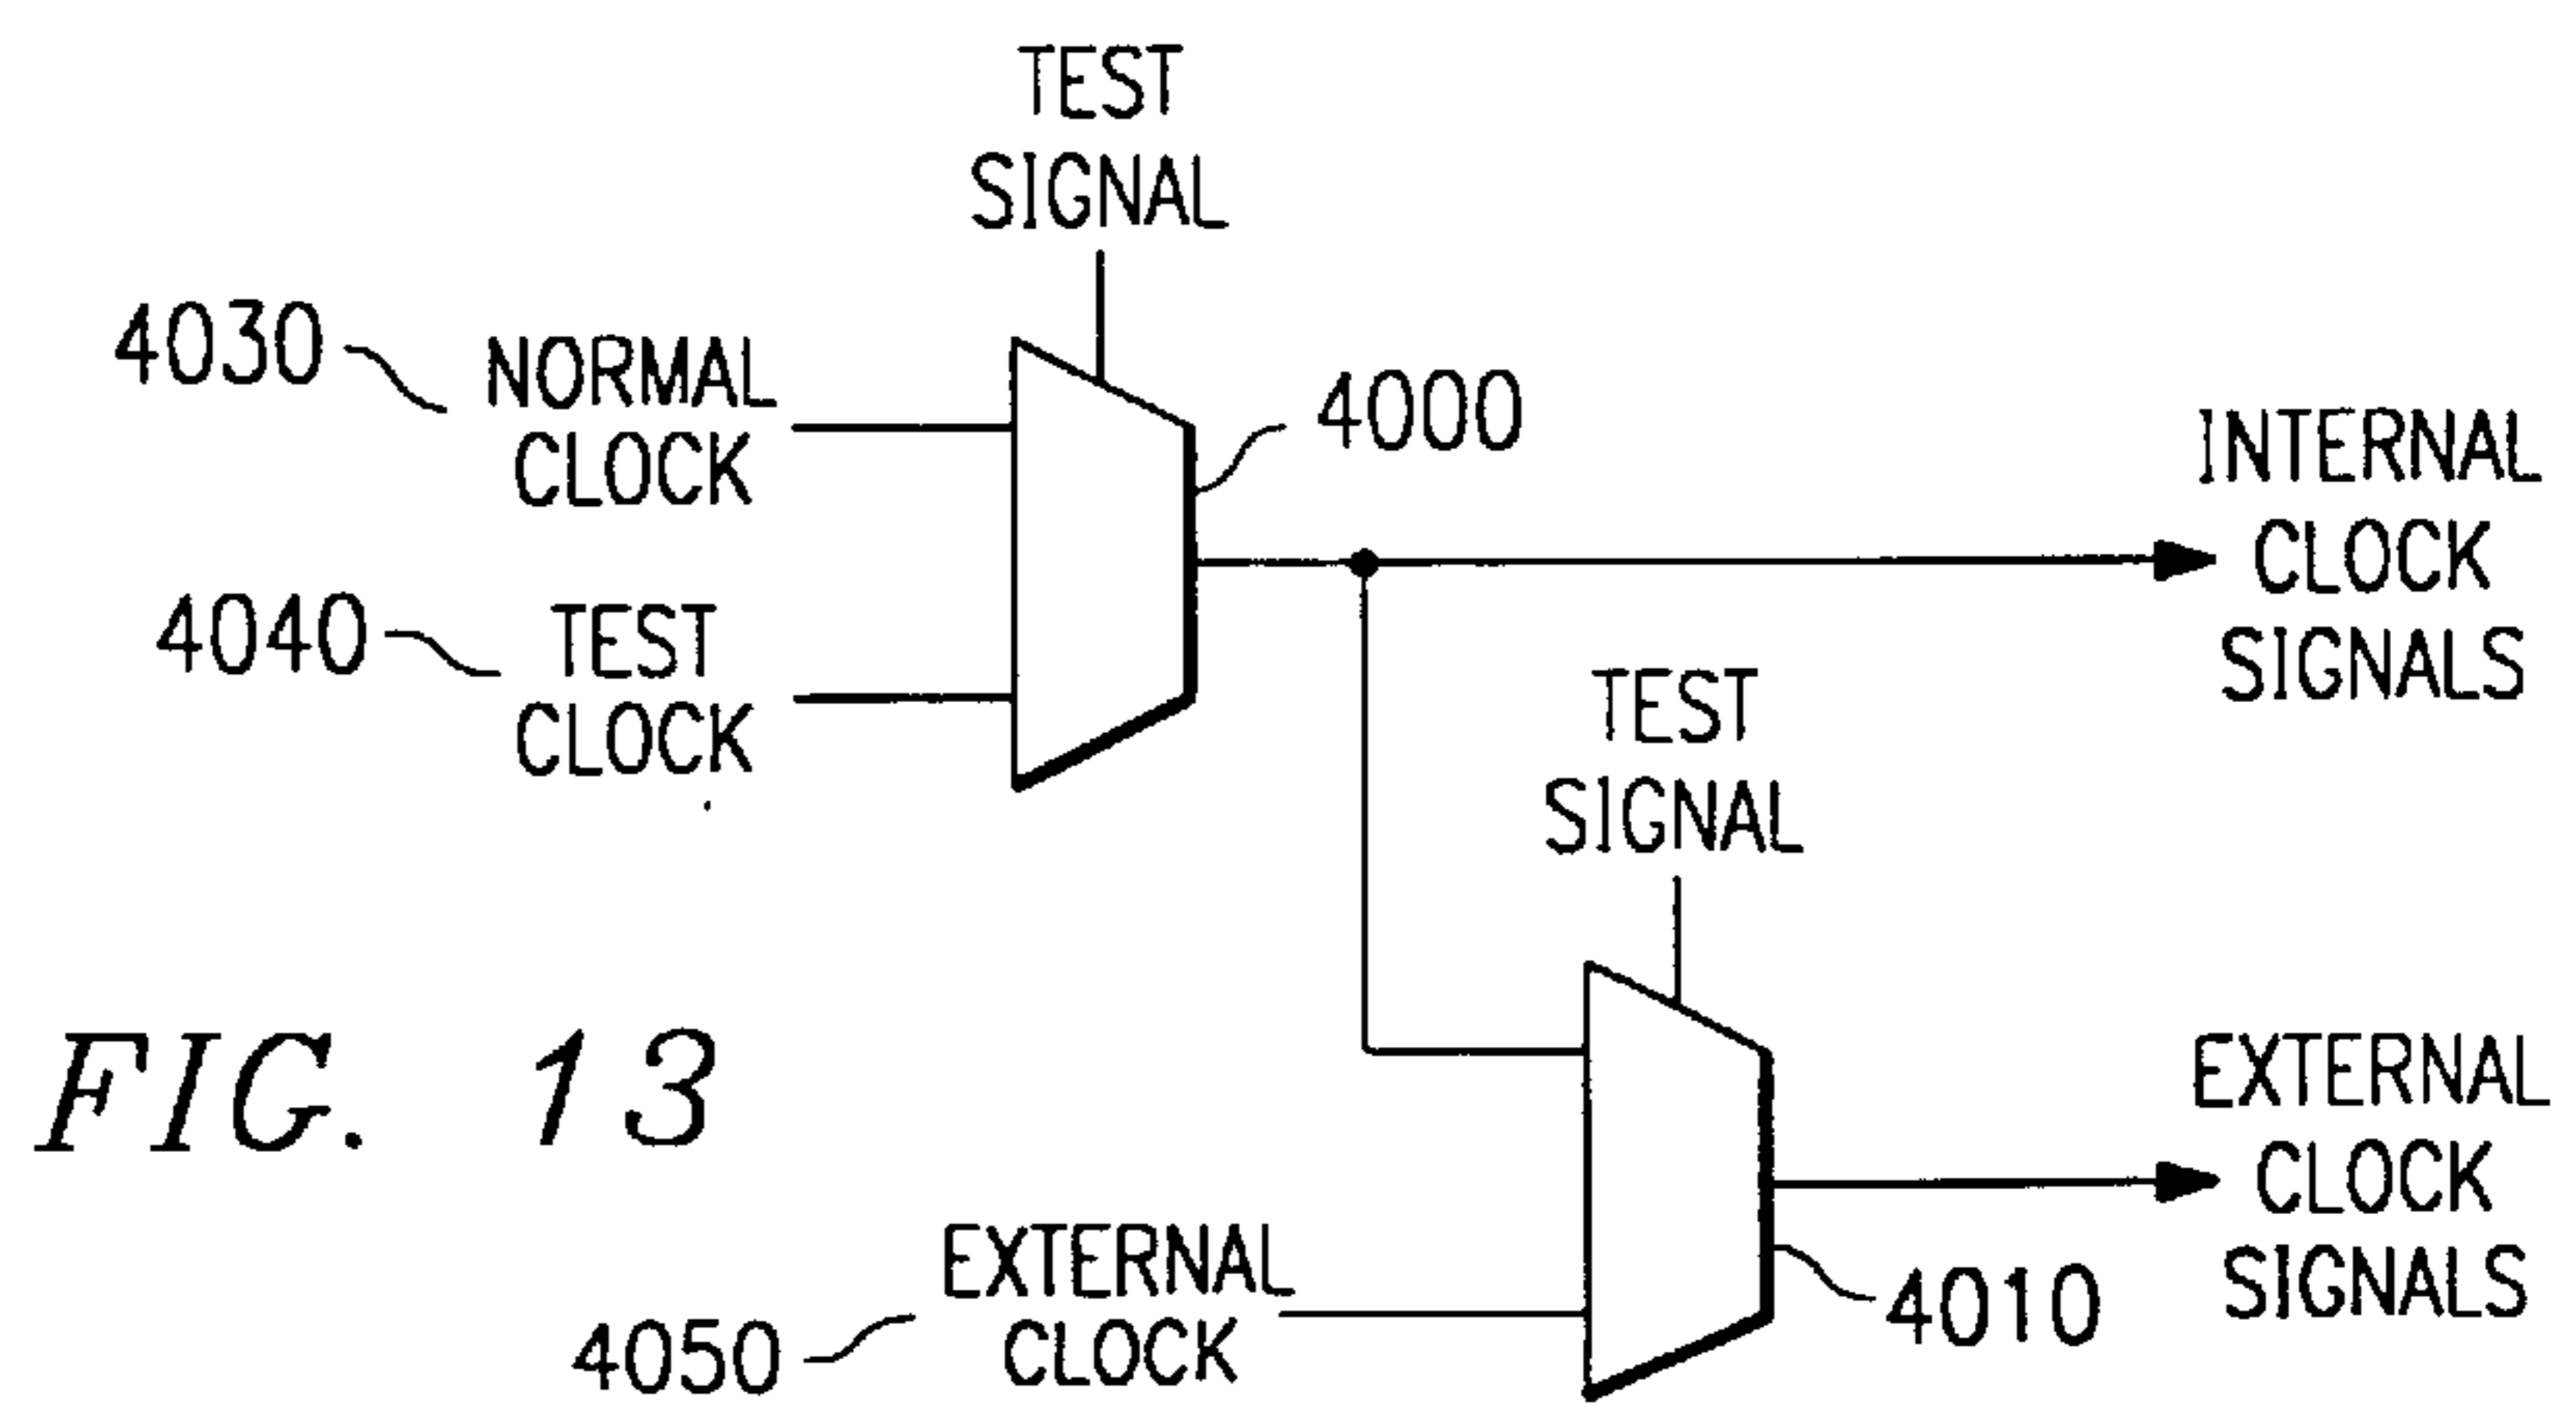 TEST
SIGNAL
4030
NORMAL
CLOCK
4000
INTERNAL
CLOCK
SIGNALS
4040
TEST
CLOCK
TEST
SIGNAL
FIG. 13
EXTERNAL
CLOCK
SIGNALS
4010
EXTERNAL
CLOCK
4050